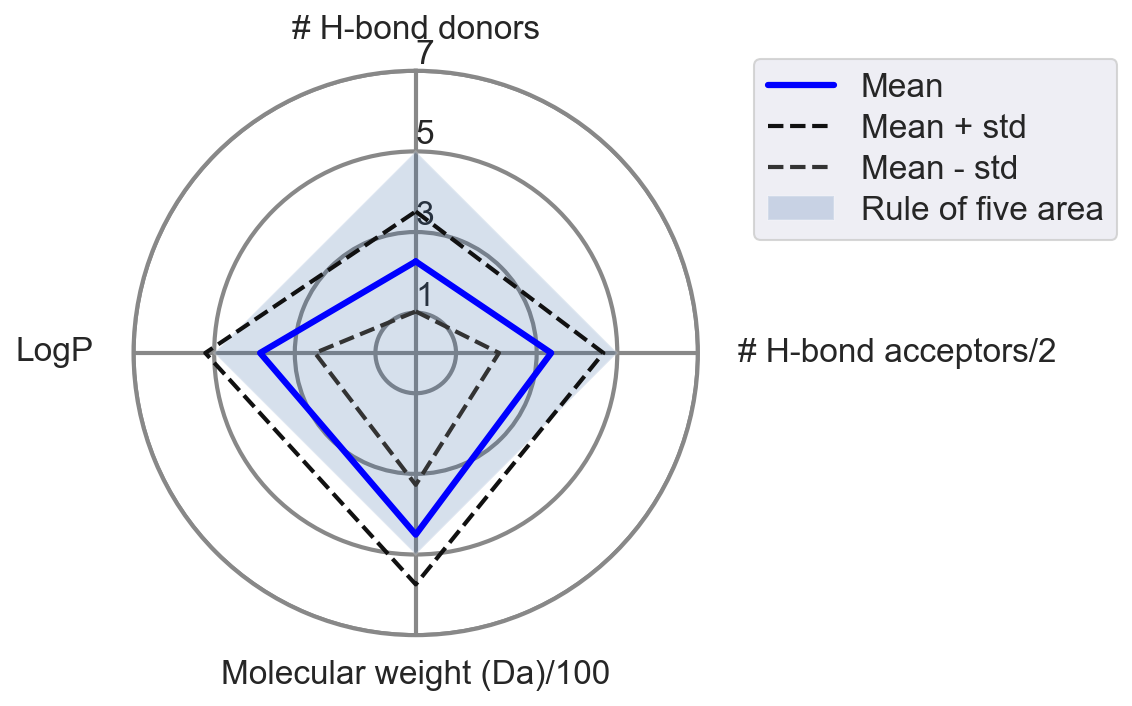 # H-bond donors
7
5
3
1
Mean
Mean + std
Mean - std
Rule of five area
LogP
# H-bond acceptors/2
Molecular weight (Da)/100